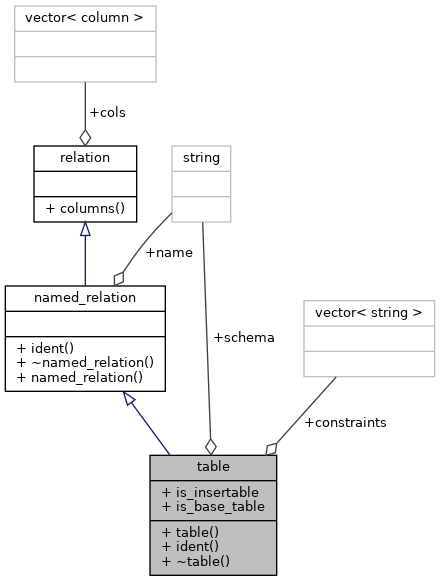 vector< column >
+cols
relation
+ columns()
string
+name
named_relation
+ ident()
+ ~named_relation()
+ named_relation()
+schema
vector< string >
+constraints
table
+ is_insertable
+ is_base_table
+ table()
+ ident()
+ ~table()